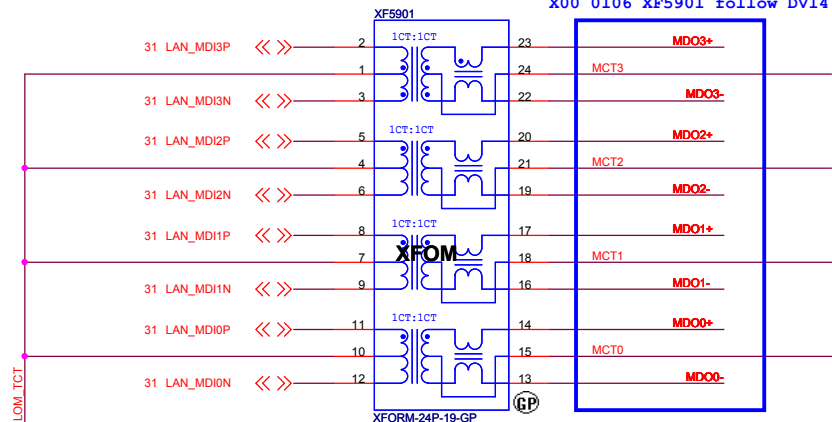 X00 0106 XF5901 follow DV14
XF5901
31 LAN_MDI3P 2 1CT:1CT 23 MDO3+
1 24 MCT3
31 LAN_MDI3N 3 22 MDO3-
31 LAN_MDI2P 5 1CT:1CT 20 MDO2+
4 21 MCT2
31 LAN_MDI2N 6 19 MDO2-
31 LAN_MDI1P 8 1CT:1CT 17 MDO1+
7 XFOM 18 MCT1
31 LAN_MDI1N 9 16 MDO1-
31 LAN_MDI0P 11 1CT:1CT 14 MDO0+
10 15 MCT0
31 LAN_MDI0N 12 13 MDO0-
LOM_TCT
XFORM-24P-19-GP
GP